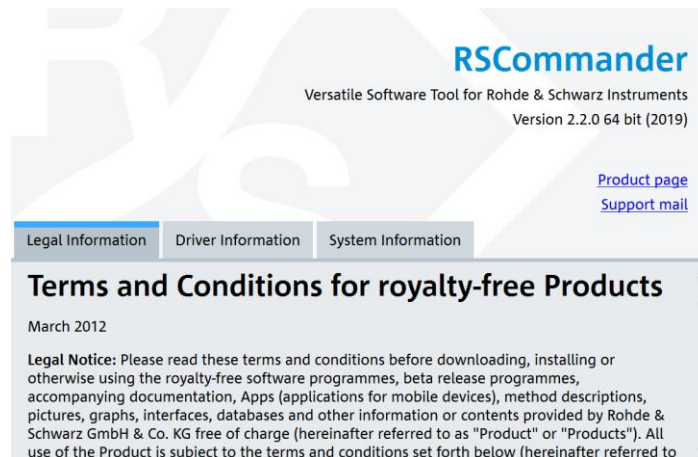 RSCommander
Versatile Software Tool for Rohde & Schwarz Instruments
Version 2.2.0 64 bit (2019)
Product page
Support mail
Legal Information Driver Information System Information
Terms and Conditions for royalty-free Products
March 2012
Legal Notice: Please read these terms and conditions before downloading, installing or
otherwise using the royalty-free software programmes, beta release programmes,
accompanying documentation, Apps (applications for mobile devices), method descriptions,
pictures, graphs, interfaces, databases and other information or contents provided by Rohde &
Schwarz GmbH & Co. KG free of charge (hereinafter referred to as "Product" or "Products"). All
use of the Product is subject to the terms and conditions set forth below (hereinafter referred to